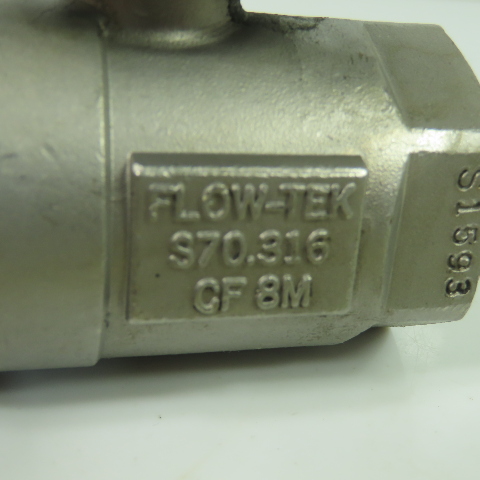 FLOW-TEK
S70.316
CF 8M
S1593